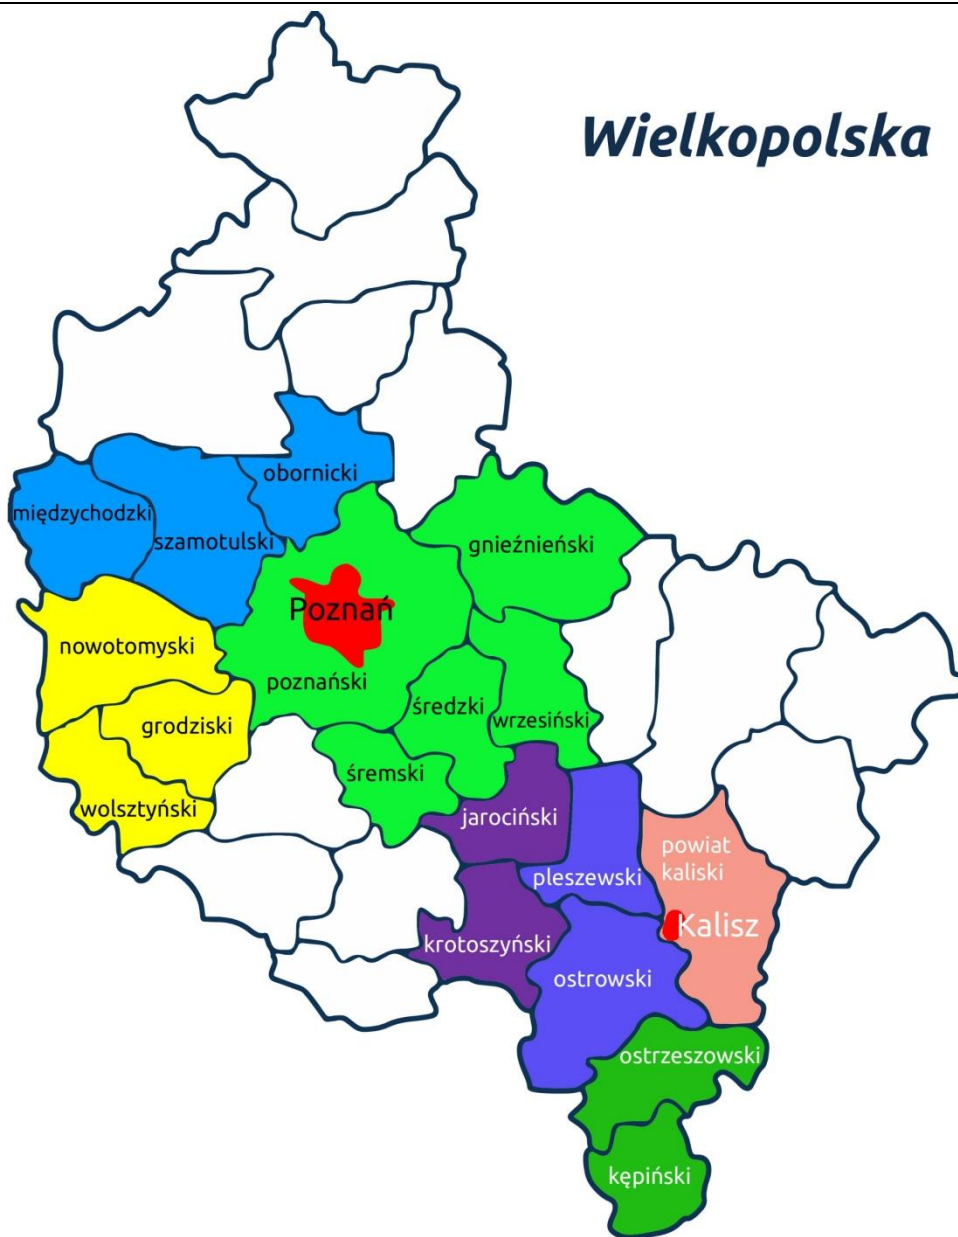 Wielkopolska
obornicki
międzychodzki
szamotulski
gnieźnieński
Poznań
nowotomyski
poznański
średzki
wrzesiński
grodziski
śremski
wolsztyński
jarociński
powiat
kaliski
pleszewski
Kalisz
krotoszyński
ostrowski
ostrzeszowski
kępiński